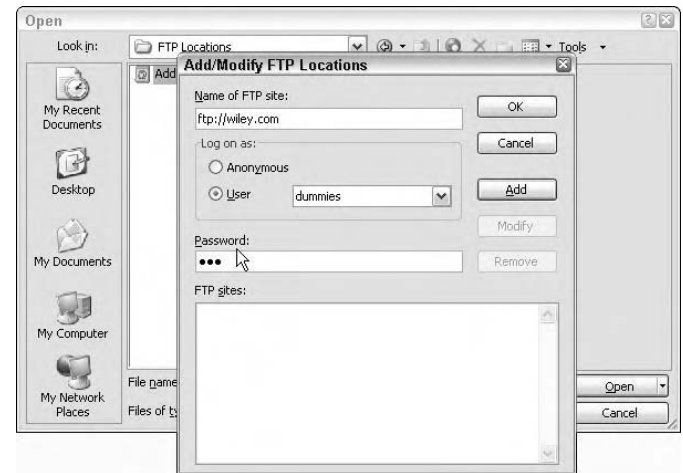 Open
Look in:
FTP Locations
Tools
My Recent
Documents
Desktop
My Documents
My Computer
My Network
Places
Add
File name
Files of ty
Open
Cancel
Add/Modify FTP Locations
Name of FTP site:
ftp://wiley.com
Log on as:
Anonymous
User
dummies
Password:
•••
FTP sites:
OK
Cancel
Add
Modify
Remove